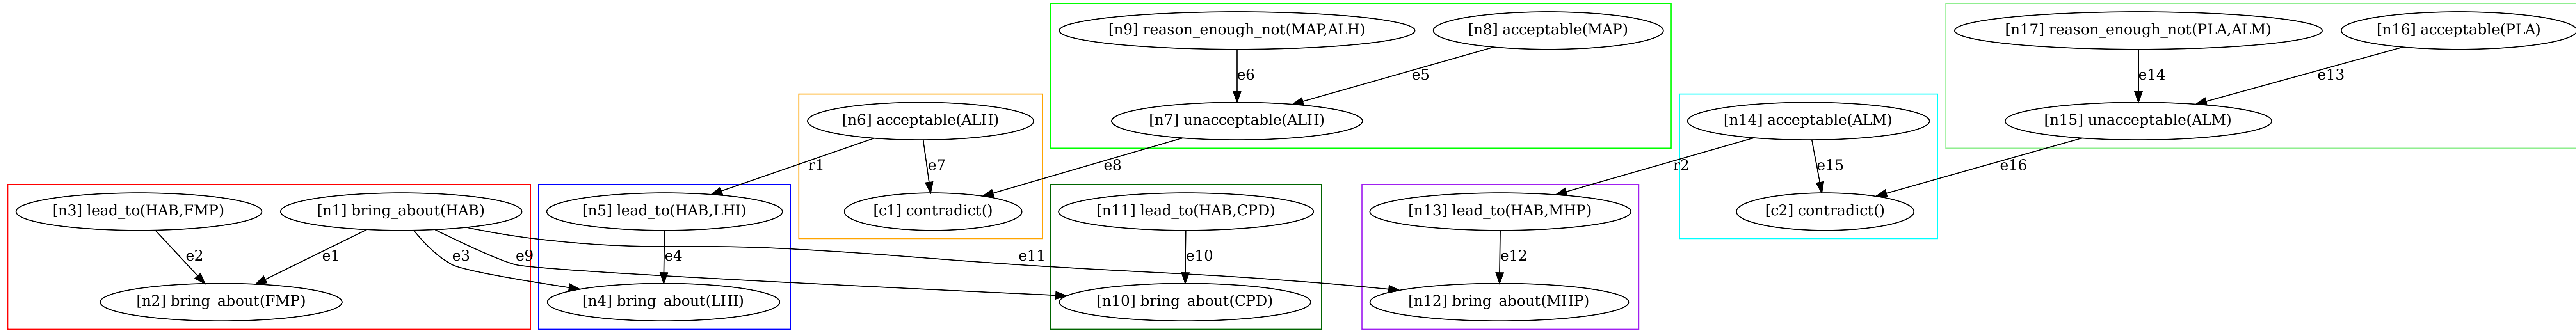 [n9] reason_enough_not(MAP,ALH)
[n8] acceptable(MAP)
[n17] reason_enough_not(PLA,ALM)
[n16] acceptable(PLA)
e6
e5
e14
e13
[n6] acceptable(ALH)
[n7] unacceptable(ALH)
[n14] acceptable(ALM)
[n15] unacceptable(ALM)
r1
e7
e8
r2
e15
e16
[n3] lead_to(HAB,FMP)
[n1] bring_about(HAB)
[n5] lead_to(HAB,LHI)
[c1] contradict()
[n11] lead_to(HAB,CPD)
[n13] lead_to(HAB,MHP)
[c2] contradict()
e2
e1
e3
e9
e4
e11
e10
e12
[n2] bring_about(FMP)
[n4] bring_about(LHI)
[n10] bring_about(CPD)
[n12] bring_about(MHP)